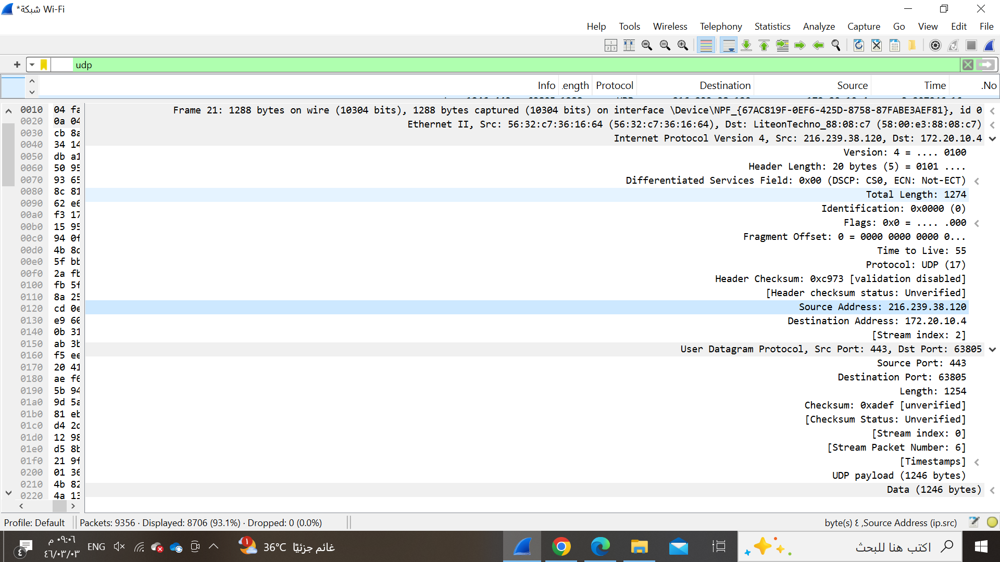 *شبكة Wi-Fi
File Edit View Go Capture Analyze Statistics Telephony Wireless Tools Help
udp
No. Time Source Destination Protocol Length Info
Frame 21: 1288 bytes on wire (10304 bits), 1288 bytes captured (10304 bits) on interface \Device\NPF_{67AC819F-0EF6-425D-8758-87FABE3AEF81}, id 0
Ethernet II, Src: 56:32:c7:36:16:64 (56:32:c7:36:16:64), Dst: LiteonTechno_88:08:c7 (58:00:e3:88:08:c7)
Internet Protocol Version 4, Src: 216.239.38.120, Dst: 172.20.10.4
Version: 4 = .... 0100
Header Length: 20 bytes (5) = 0101 ....
Differentiated Services Field: 0x00 (DSCP: CS0, ECN: Not-ECT)
Total Length: 1274
Identification: 0x0000 (0)
Flags: 0x0 = .... .000
Fragment Offset: 0 = 0000 0000 0000 0...
Time to Live: 55
Protocol: UDP (17)
Header Checksum: 0xc973 [validation disabled]
[Header checksum status: Unverified]
Source Address: 216.239.38.120
Destination Address: 172.20.10.4
[Stream index: 2]
User Datagram Protocol, Src Port: 443, Dst Port: 63805
Source Port: 443
Destination Port: 63805
Length: 1254
Checksum: 0xadef [unverified]
[Checksum Status: Unverified]
[Stream index: 0]
[Stream Packet Number: 6]
[Timestamps]
UDP payload (1246 bytes)
Data (1246 bytes)
0010 04 fa
0020 0a 04
0030 cb 8a
0040 34 14
0050 db a1
0060 50 95
0070 93 65
0080 8c 81
0090 62 e6
00a0 f3 17
00b0 15 95
00c0 94 0f
00d0 4b 8d
00e0 5f bb
00f0 2a fb
0100 fb 5f
0110 8a 25
0120 cd 0e
0130 e9 60
0140 0b 31
0150 ab 3b
0160 f5 ee
0170 20 41
0180 ae f6
0190 5b 94
01a0 9d 5a
01b0 81 eb
01c0 d4 2d
01d0 12 98
01e0 d5 8b
01f0 21 9f
0200 01 36
0210 4b 82
0220 4a 13
Profile: Default
Packets: 9356 · Displayed: 8706 (93.1%) · Dropped: 0 (0.0%)
byte(s) ٤ ,Source Address (ip.src)
اكتب هنا للبحث
غائم جزئيًا 36°C
١
ENG
٠٩:٠٦ م
٤٦/٠٣/٠٣
٤